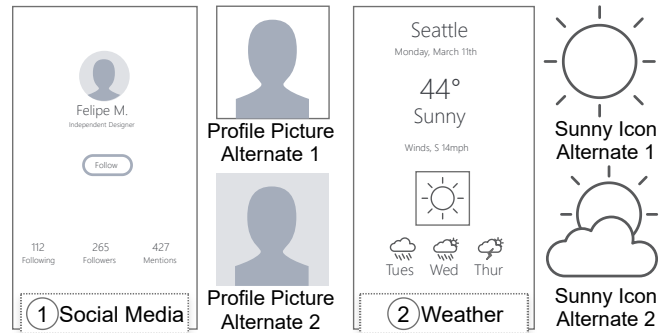 Felipe M.
Independent Designer
Follow
112 265 427
Following Followers Mentions
1 Social Media
Profile Picture
Alternate 1
Profile Picture
Alternate 2
Seattle
Monday, March 11th
44°
Sunny
Winds, S 14mph
Tues Wed Thur
2 Weather
Sunny Icon
Alternate 1
Sunny Icon
Alternate 2